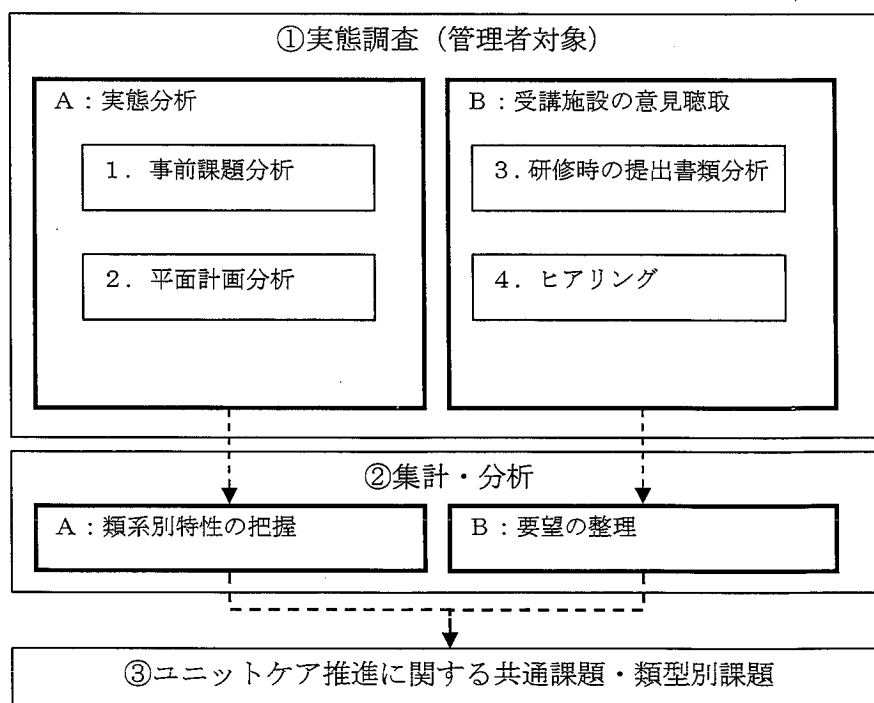 ①実態調査（管理者対象）
A：実態分析
B：受講施設の意見聴取
1．事前課題分析
3．研修時の提出書類分析
2．平面計画分析
4．ヒアリング
②集計・分析
A：類系別特性の把握
B：要望の整理
③ユニットケア推進に関する共通課題・類型別課題